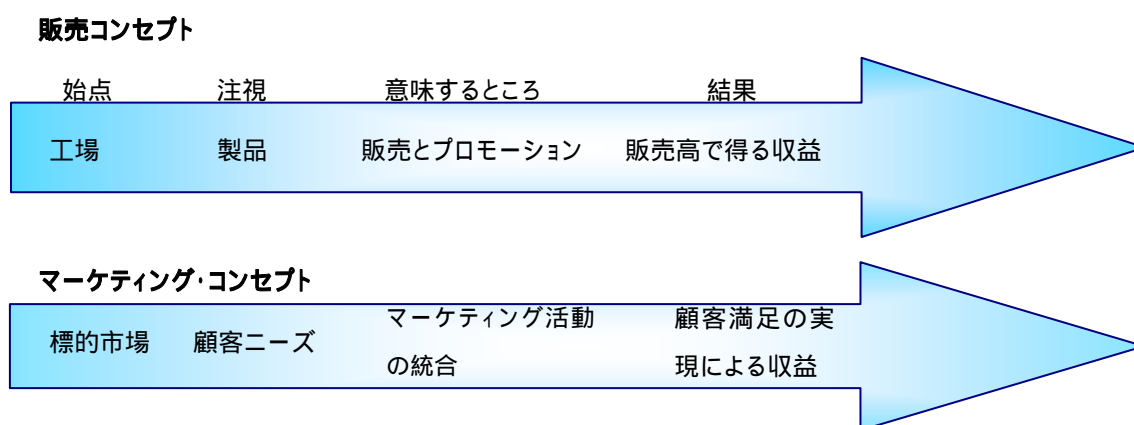 販売コンセプト
始点 注視 意味するところ 結果
工場 製品 販売とプロモーション 販売高で得る収益
マーケティング・コンセプト
標的市場 顧客ニーズ マーケティング活動の統合 顧客満足の実現による収益